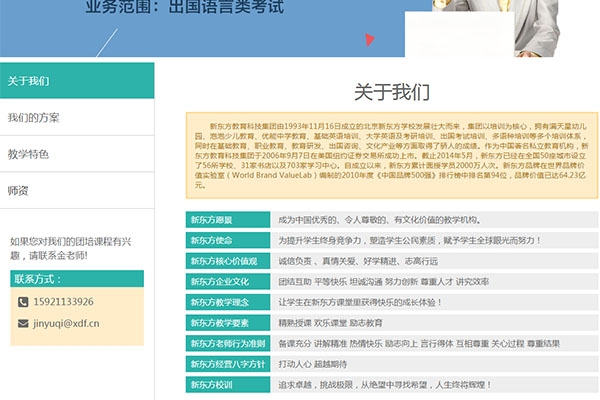 业务范围：出国语言类考试
关于我们
我们的方案
教学特色
师资
如果您对我们的团培课程有兴
趣，请联系金老师!
联系方式：
15921133926
jinyuqi@xdf.cn
关于我们
新东方教育科技集团由1993年11月16日成立的北京新东方学校发展壮大而来，集团以培训为核心，拥有满天星幼儿
园、泡泡少儿教育、优能中学教育、基础英语培训、大学英语及考研培训、出国考试培训、多语种培训等多个培训体系，
同时在基础教育、职业教育、教育研发、出国咨询、文化产业等方面取得了骄人的成绩。作为中国著名私立教育机构，新
东方教育科技集团于2006年9月7日在美国纽约证券交易所成功上市。截止2014年5月，新东方已经在全国50座城市设立
了56所学校、31家书店以及703家学习中心。自成立以来，新东方累计面授学员2000万人次。新东方品牌在世界品牌价
值实验室（World Brand ValueLab）编制的2010年度《中国品牌500强》排行榜中排名第94位，品牌价值已达64.23亿
元。
新东方愿景 成为中国优秀的、令人尊敬的、有文化价值的教学机构。
新东方使命 为提升学生终身竞争力，塑造学生公民素质，赋予学生全球眼光而努力！
新东方核心价值观 诚信负责 、真情关爱、好学精进、志高行远
新东方企业文化 团结互助 平等快乐 坦诚沟通 努力创新 尊重人才 讲究效率
新东方教学理念 让学生在新东方课堂里获得快乐的成长体验！
新东方教学要素 精熟授课 欢乐课堂 励志教育
新东方老师行为准则 备课充分 讲解精准 热情快乐 励志向上 言行得体 互相尊重 关心过程 尊重结果
新东方经营八字方针 打动人心 超越期待
新东方校训 追求卓越，挑战极限，从绝望中寻找希望，人生终将辉煌！